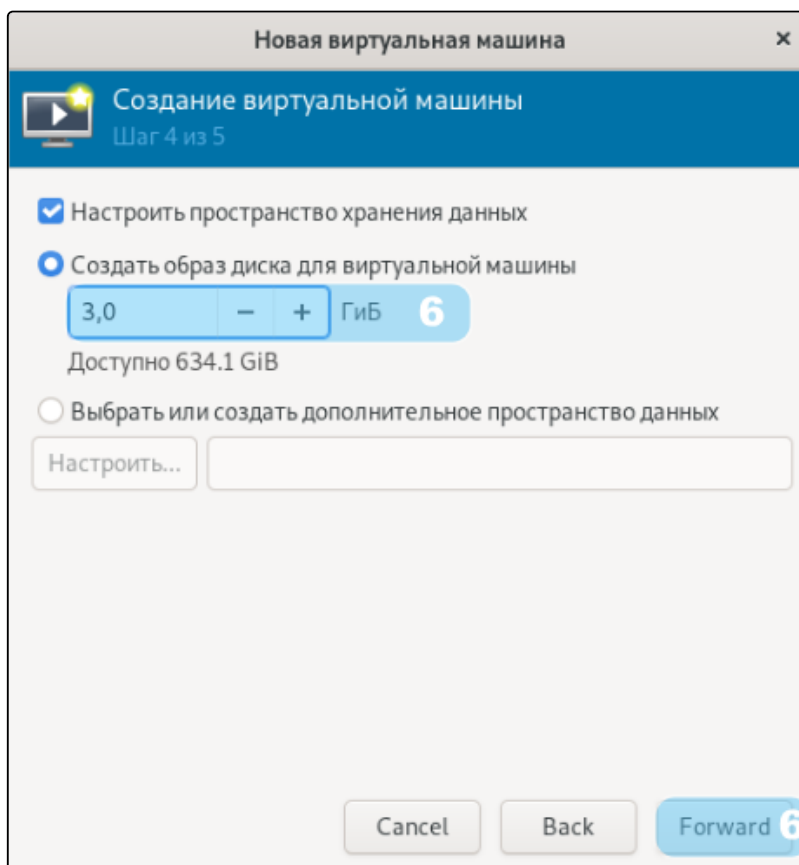 Новая виртуальная машина ×
Создание виртуальной машины
Шаг 4 из 5
Настроить пространство хранения данных
Создать образ диска для виртуальной машины
3,0 − + ГиБ 6
Доступно 634.1 GiB
Выбрать или создать дополнительное пространство данных
Настроить...
Cancel Back Forward 6